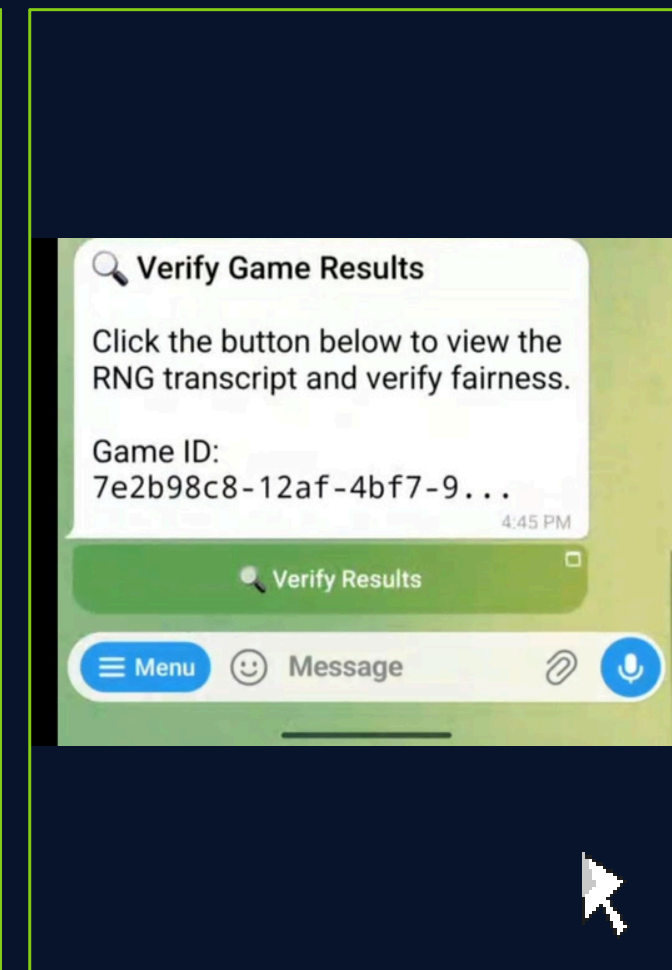 Verify Game Results
Click the button below to view the
RNG transcript and verify fairness.
Game ID:
7e2b98c8-12af-4bf7-9...
4:45 PM
Verify Results
Menu
Message